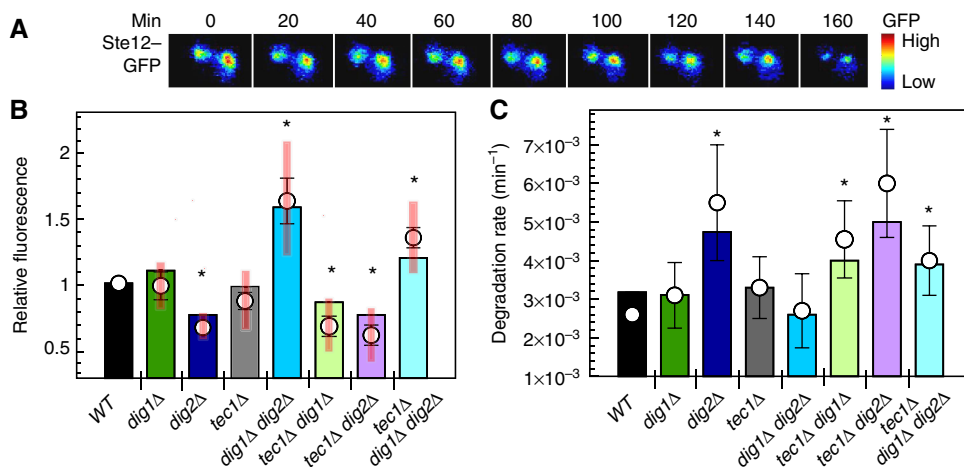 A
Min 0 20 40 60 80 100 120 140 160 GFP
Ste12–
GFP
High
Low
B
Relative fluorescence
2
1.5
1
0.5
* * * * * *
WT dig1Δ dig2Δ tec1Δ dig1Δ dig2Δ tec1Δ dig1Δ tec1Δ dig2Δ tec1Δ
dig1Δ dig2Δ
C
Degradation rate (min⁻¹)
7×10⁻³
6×10⁻³
5×10⁻³
4×10⁻³
3×10⁻³
2×10⁻³
1×10⁻³
* * * *
WT dig1Δ dig2Δ tec1Δ dig1Δ dig2Δ tec1Δ dig1Δ tec1Δ dig2Δ tec1Δ
dig1Δ dig2Δ